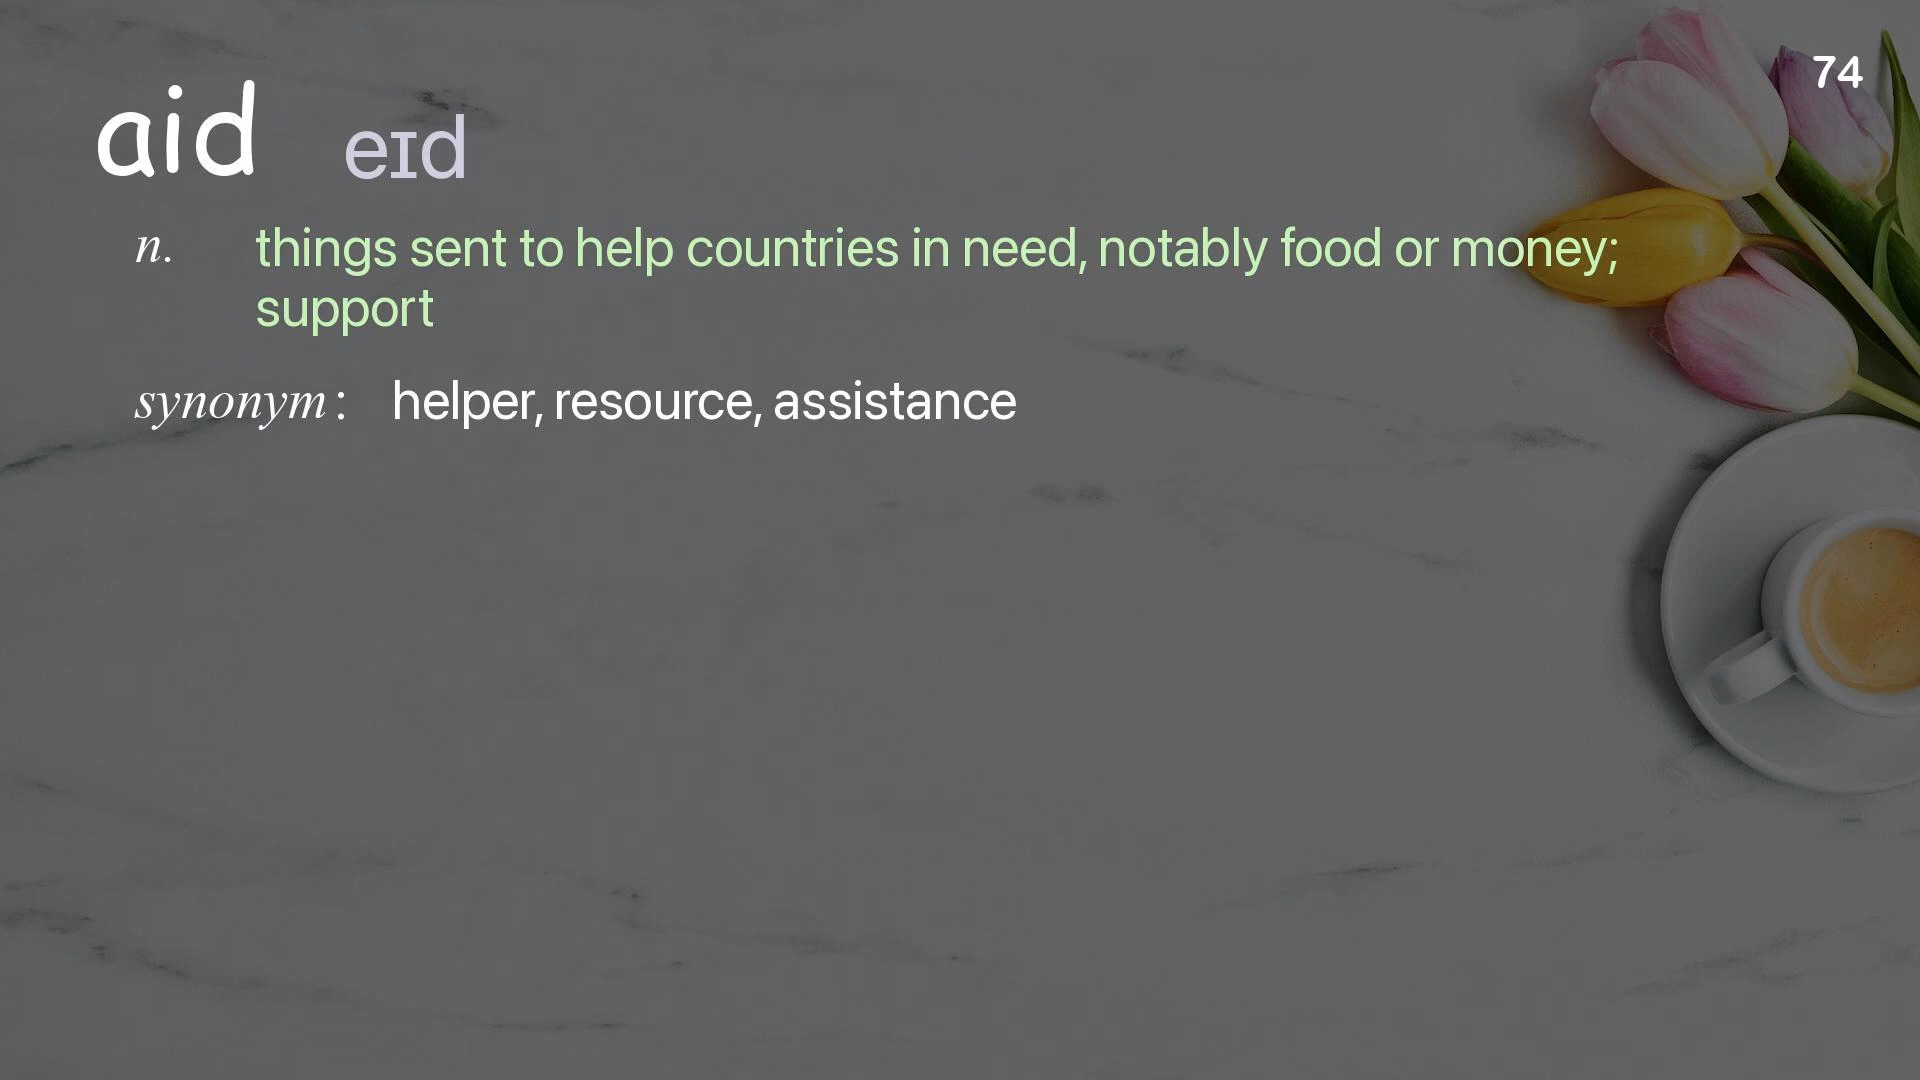 74
aid eɪd
n. things sent to help countries in need, notably food or money;
support
synonym: helper, resource, assistance